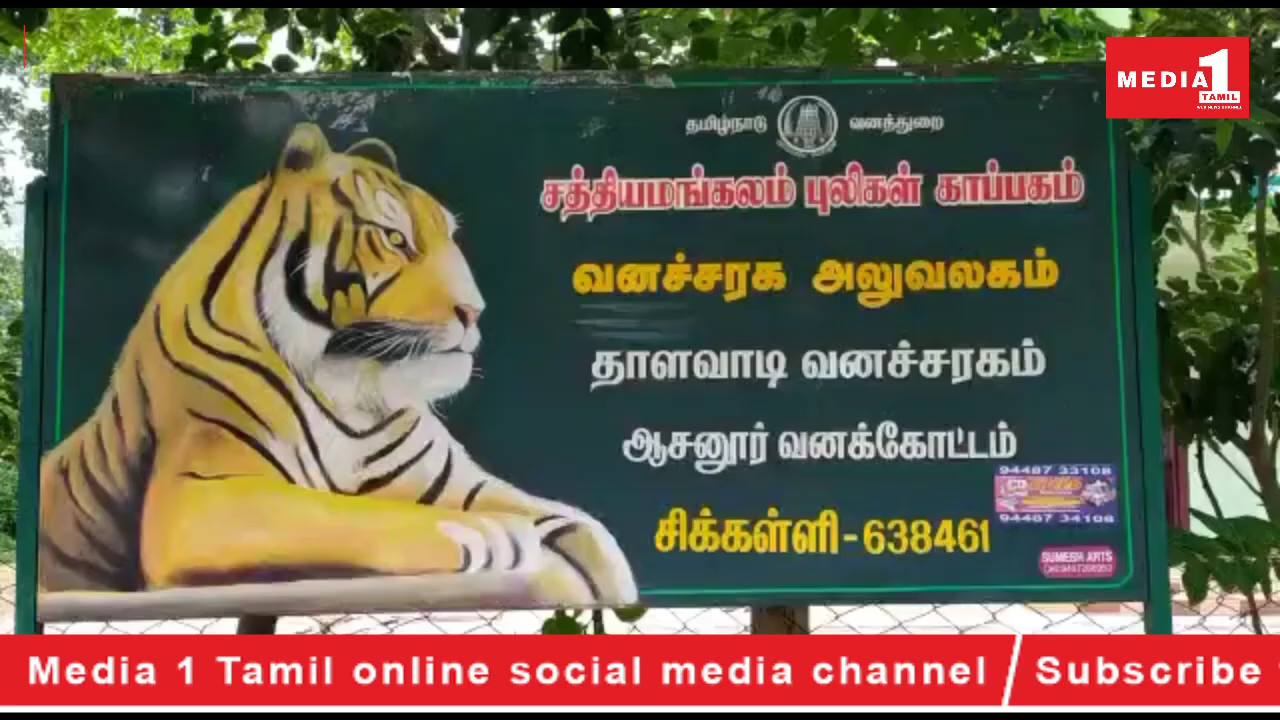 MEDIA 1
TAMIL
தமிழ்நாடு வனத்துறை
சத்தியமங்கலம் புலிகள் காப்பகம்
வனச்சரக அலுவலகம்
தாளவாடி வனச்சரகம்
ஆசனூர் வனக்கோட்டம்
94487 33108
94487 34108
சிக்கள்ளி-638461
SUMESH ARTS
Media 1 Tamil online social media channel / Subscribe